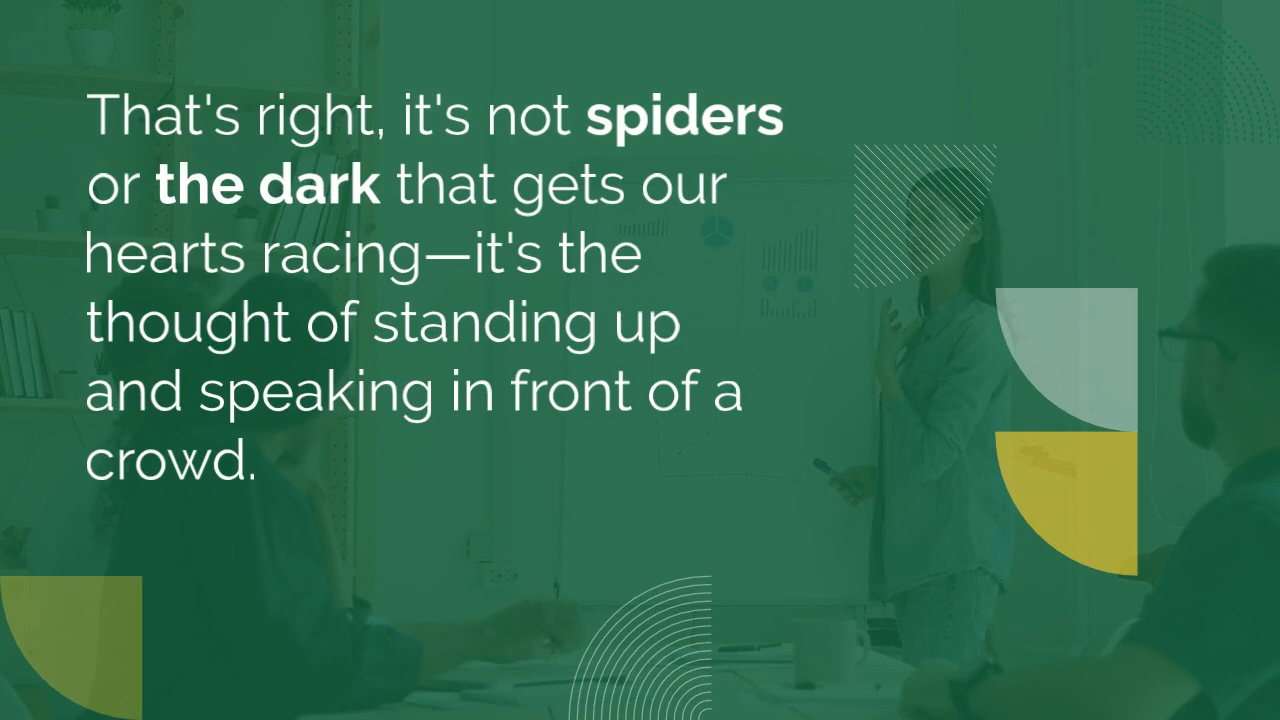 That's right, it's not spiders
or the dark that gets our
hearts racing—it's the
thought of standing up
and speaking in front of a
crowd.